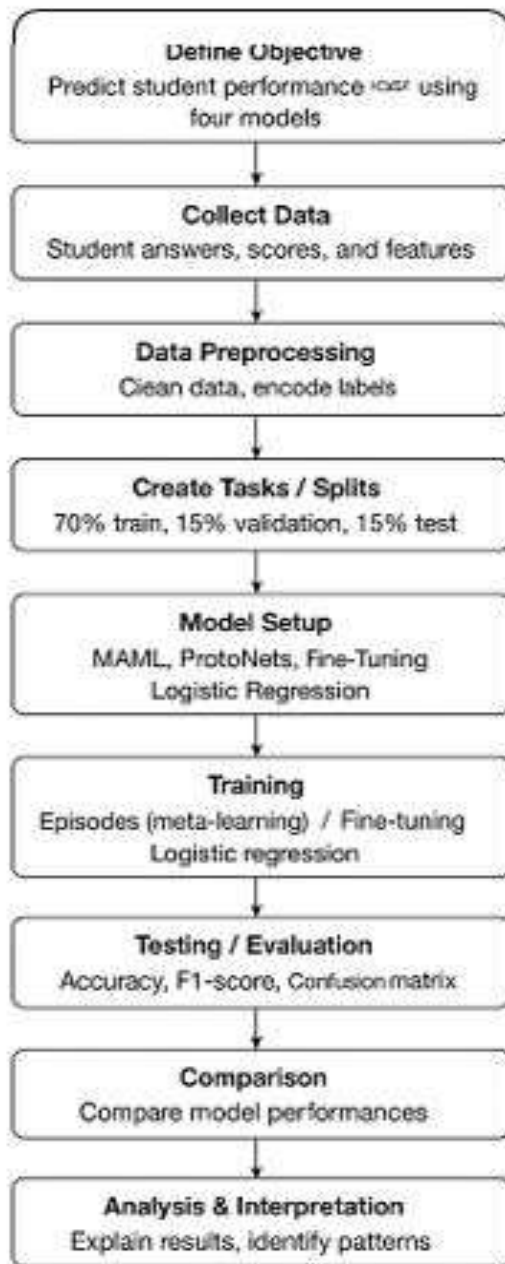 Define Objective
Predict student performance using
four models
Collect Data
Student answers, scores, and features
Data Preprocessing
Clean data, encode labels
Create Tasks / Splits
70% train, 15% validation, 15% test
Model Setup
MAML, ProtoNets, Fine-Tuning
Logistic Regression
Training
Episodes (meta-learning) / Fine-tuning
Logistic regression
Testing / Evaluation
Accuracy, F1-score, Confusion matrix
Comparison
Compare model performances
Analysis & Interpretation
Explain results, identify patterns